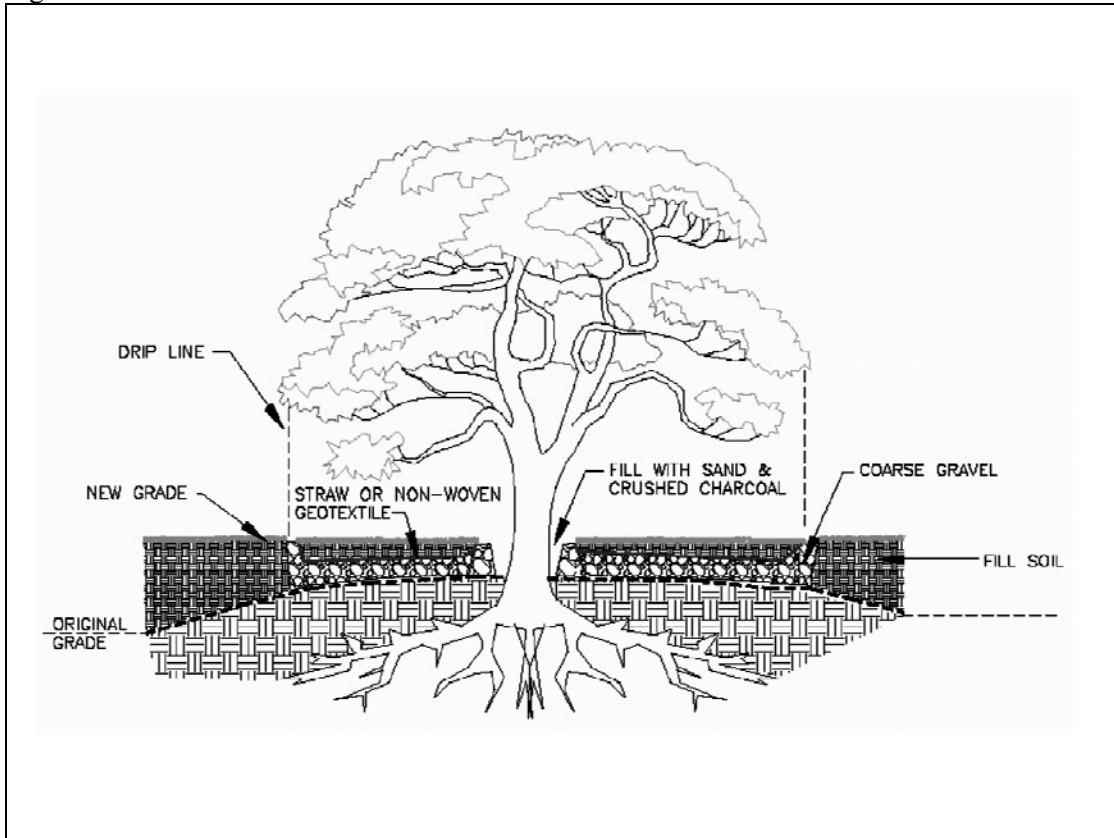 DRIP LINE
NEW GRADE
STRAW OR NON-WOVEN
GEOTEXTILE
FILL WITH SAND &
CRUSHED CHARCOAL
COARSE GRAVEL
FILL SOIL
ORIGINAL
GRADE